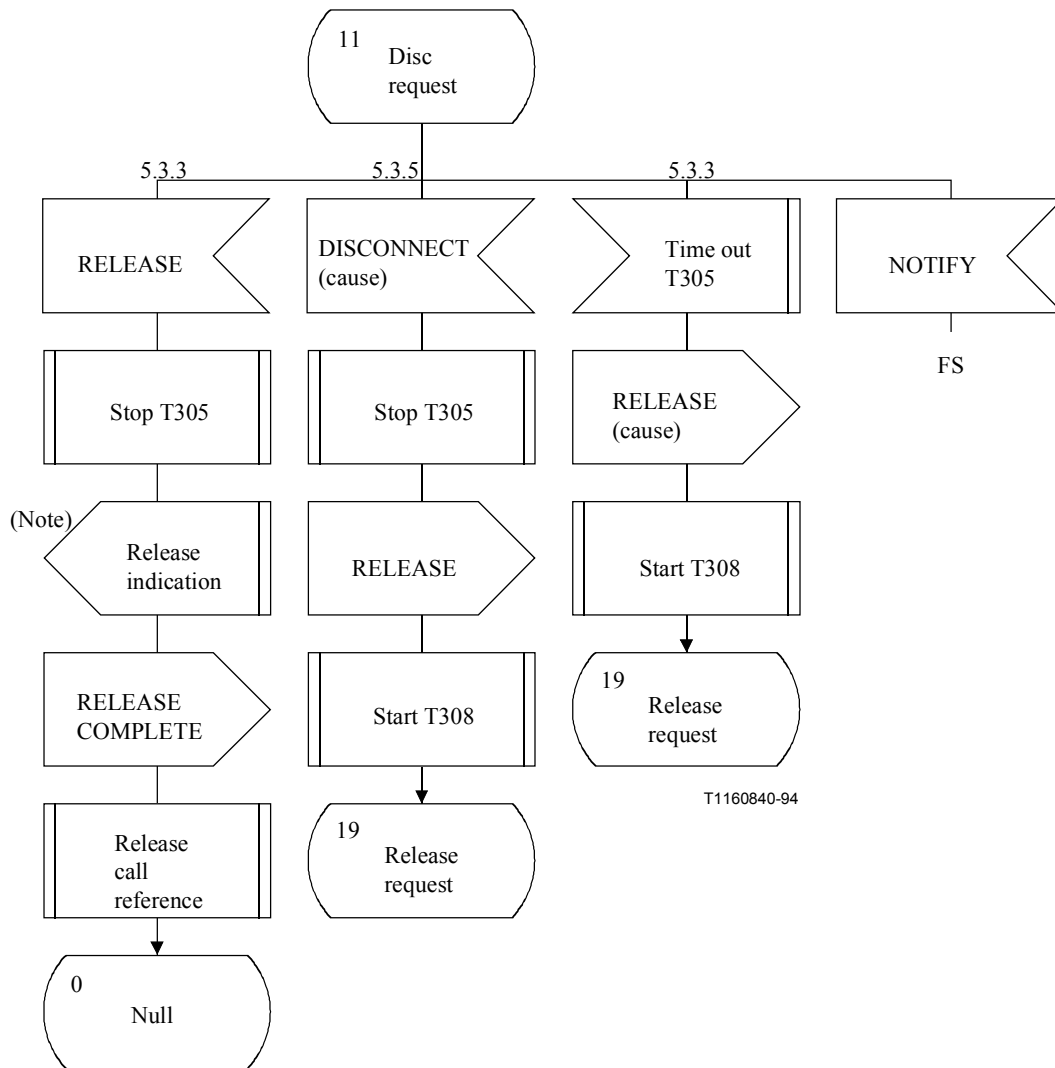 11
Disc
request
5.3.3
5.3.5
5.3.3
RELEASE
DISCONNECT
(cause)
Time out
T305
NOTIFY
Stop T305
Stop T305
RELEASE
(cause)
FS
(Note)
Release
indication
RELEASE
Start T308
RELEASE
COMPLETE
Start T308
19
Release
request
T1160840-94
Release
call
reference
19
Release
request
0
Null